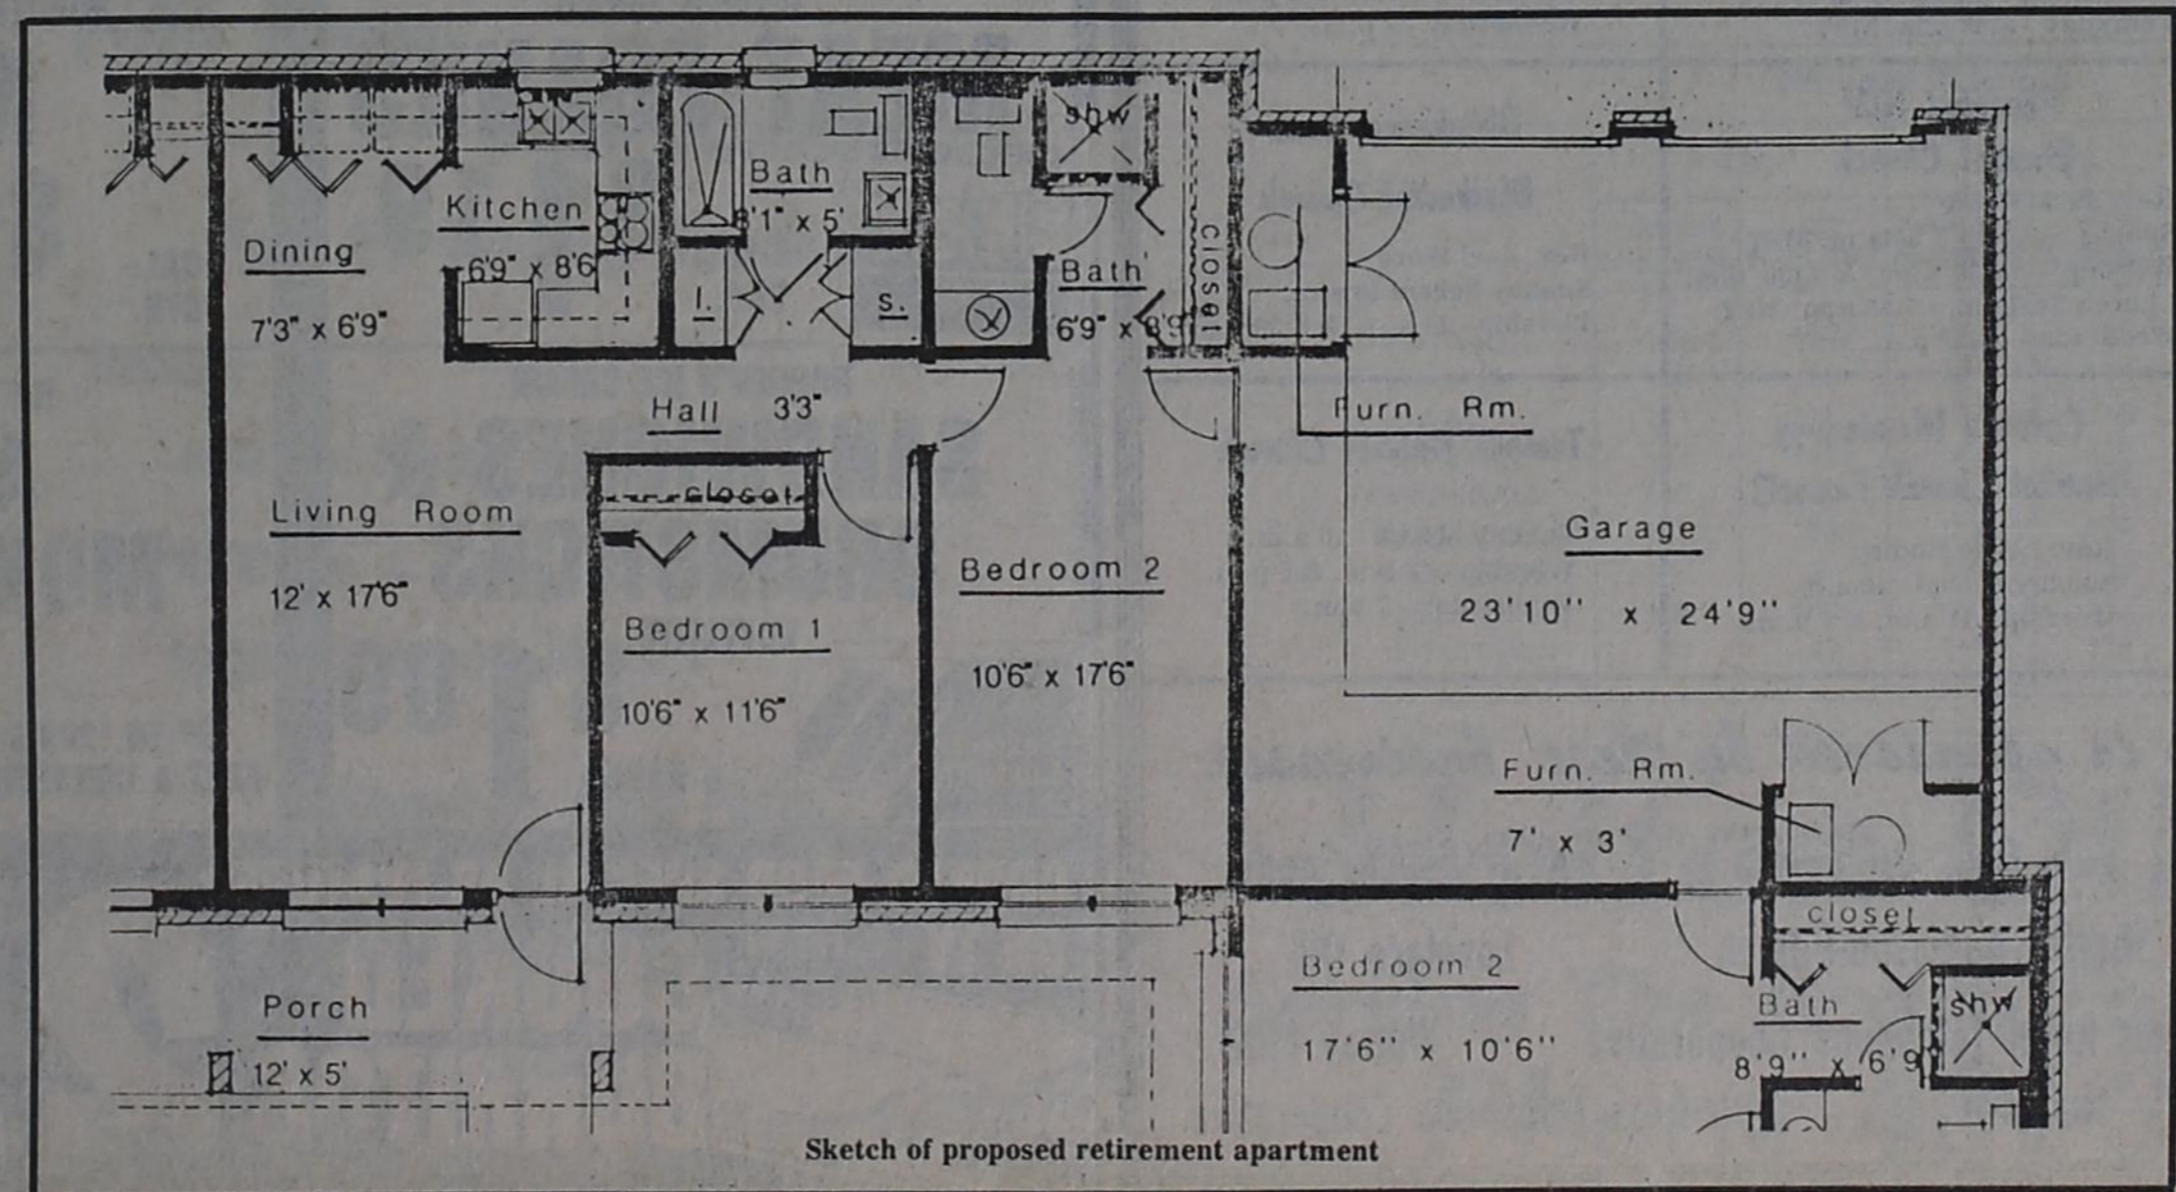 shw
Bath
8'1" x 5'
Kitchen
6'9" x 8'6
Dining
7'3" x 6'9"
l.
s.
Closet
Bath
6'9" x 8'9"
Hall 3'3"
Furn. Rm.
closet
Living Room
12' x 17'6"
Bedroom 1
10'6" x 11'6"
Bedroom 2
10'6" x 17'6"
Garage
23'10" x 24'9"
Furn. Rm.
7' x 3'
closet
Bedroom 2
17'6" x 10'6"
Bath
8'9" x 6'9
shw
Porch
12' x 5'
Sketch of proposed retirement apartment